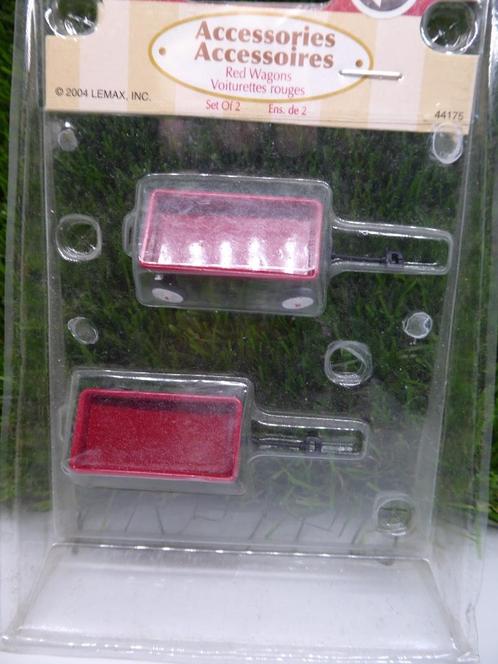 Accessories
Accessoires
Red Wagons
Voiturettes rouges
Set Of 2 Ens. de 2
© 2004 LEMAX, INC.
44175